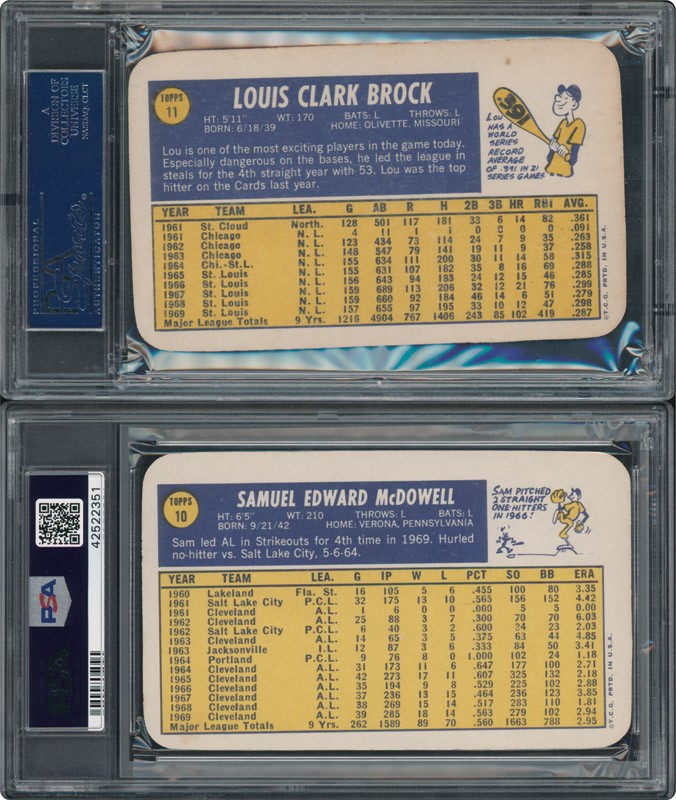 A
DIVISION OF
COLLECTORS
UNIVERSE
NASDAQ: CLCT
PROFESSIONAL
PSA
Sports
AUTHENTICATOR
TOPPS
11
LOUIS CLARK BROCK
HT: 5'11" WT: 170 BATS: L THROWS: L
BORN: 6/18/39 HOME: OLIVETTE, MISSOURI
Lou is one of the most exciting players in the game today.
Especially dangerous on the bases, he led the league in
steals for the 4th straight year with 53. Lou was the top
hitter on the Cards last year.
.391
LOU
HAS A
WORLD
SERIES
RECORD
AVERAGE
OF
.391 IN 21
SERIES GAMES
YEAR TEAM LEA. G AB R H 2B 3B HR RBI AVG.
1961 St. Cloud North. 128 501 117 181 33 6 14 82 .361
1961 Chicago N. L. 4 11 1 1 0 0 0 0 .091
1962 Chicago N. L. 123 434 73 114 24 7 9 35 .263
1963 Chicago N. L. 148 547 79 141 19 11 9 37 .258
1964 Chi.-St.L. N. L. 155 634 111 200 30 11 14 58 .315
1965 St. Louis N. L. 155 631 107 182 35 8 16 69 .288
1966 St. Louis N. L. 156 643 94 183 24 12 15 46 .285
1967 St. Louis N. L. 159 689 113 206 32 12 21 76 .299
1968 St. Louis N. L. 159 660 92 184 46 14 6 51 .279
1969 St. Louis N. L. 157 655 97 195 33 10 12 47 .298
Major League Totals 9 Yrs. 1216 4904 767 1406 243 85 102 419 .287
©T.C.G. PRTD. IN U.S.A.
42522351
PSA
TOPPS
10
SAMUEL EDWARD McDOWELL
HT: 6'5" WT: 210 THROWS: L BATS: L
BORN: 9/21/42 HOME: VERONA, PENNSYLVANIA
Sam led AL in Strikeouts for 4th time in 1969. Hurled
no-hitter vs. Salt Lake City, 5-6-64.
SAM PITCHED
2 STRAIGHT
ONE-HITTERS
IN 1966!
YEAR TEAM LEA. G IP W L PCT SO BB ERA
1960 Lakeland Fla. St. 16 105 5 6 .455 100 80 3.35
1961 Salt Lake City P.C.L. 32 175 13 10 .565 156 152 4.42
1961 Cleveland A.L. 1 6 0 0 .000 5 5 0.00
1962 Cleveland A.L. 25 88 3 7 .300 70 70 6.03
1962 Salt Lake City P.C.L. 6 40 3 2 .600 34 23 2.03
1963 Cleveland A.L. 14 65 3 5 .375 63 44 4.85
1963 Jacksonville I.L. 12 87 3 6 .333 84 50 3.41
1964 Portland P.C.L. 9 76 8 0 1.000 102 24 1.18
1964 Cleveland A.L. 31 173 11 6 .647 177 100 2.71
1965 Cleveland A.L. 42 273 17 11 .607 325 132 2.18
1966 Cleveland A.L. 35 194 9 8 .529 225 102 2.88
1967 Cleveland A.L. 37 236 13 15 .464 236 123 3.85
1968 Cleveland A.L. 38 269 15 14 .517 283 110 1.81
1969 Cleveland A.L. 39 285 18 14 .563 279 102 2.94
Major League Totals 9 Yrs. 262 1589 89 70 .560 1663 788 2.95
©T.C.G. PRTD. IN U.S.A.